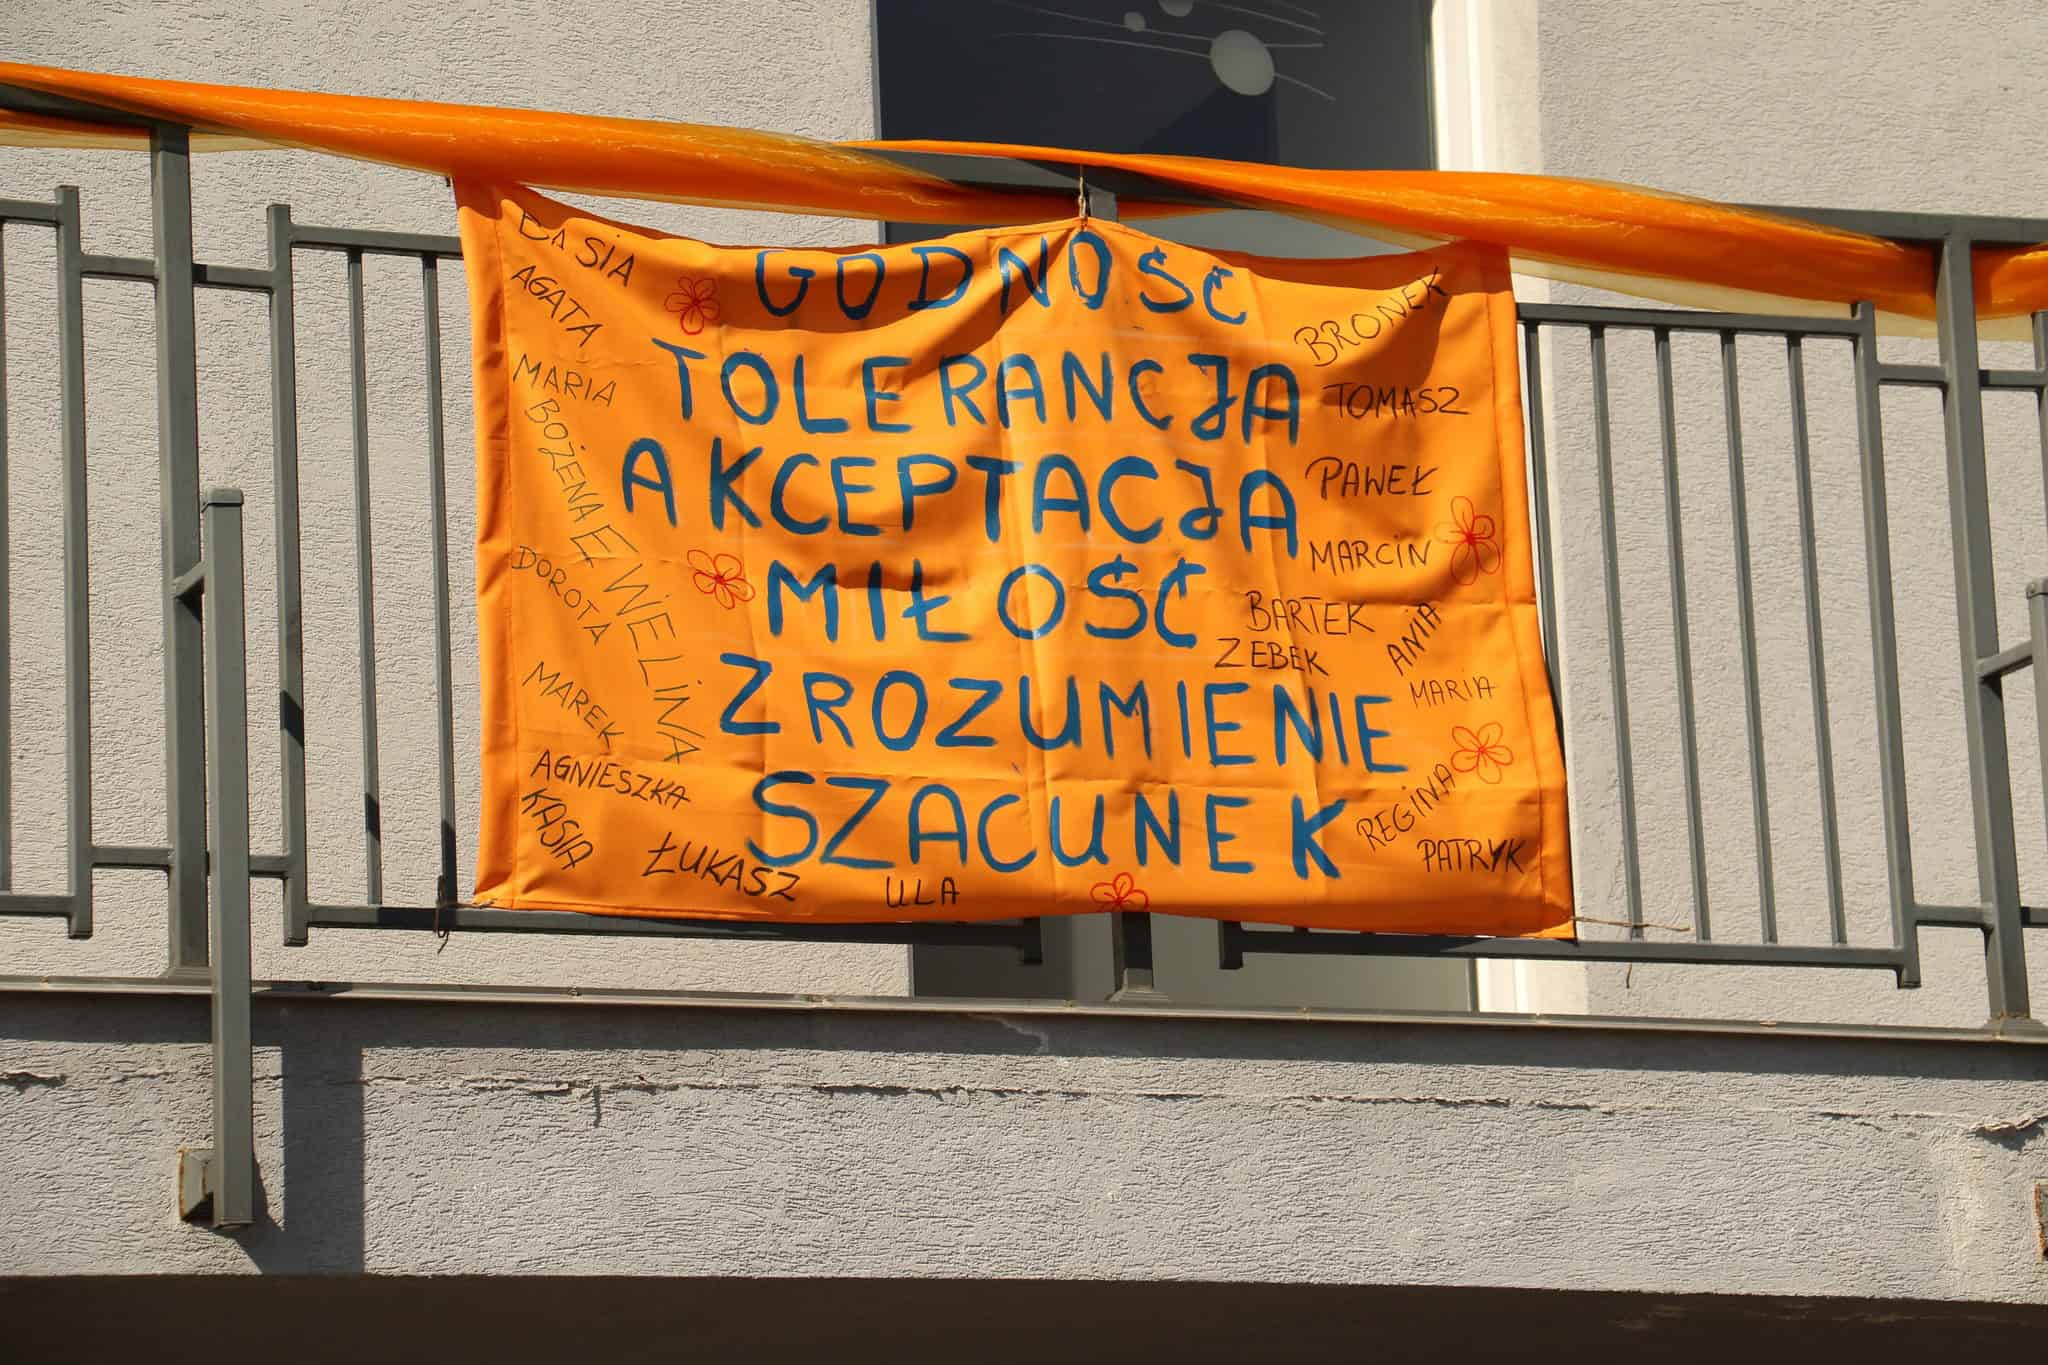 BASIA
AGATA
MARIA
BOŻENA
EWELINA
DOROTA
MAREK
AGNIESZKA
KASIA
ŁUKASZ
ULA
GODNOŚĆ
TOLERANCJA
AKCEPTACJA
MIŁOŚĆ
ZROZUMIENIE
SZACUNEK
BRONEK
TOMASZ
PAWEŁ
MARCIN
BARTEK
ZEBEK
ANIA
MARIA
REGINA
PATRYK